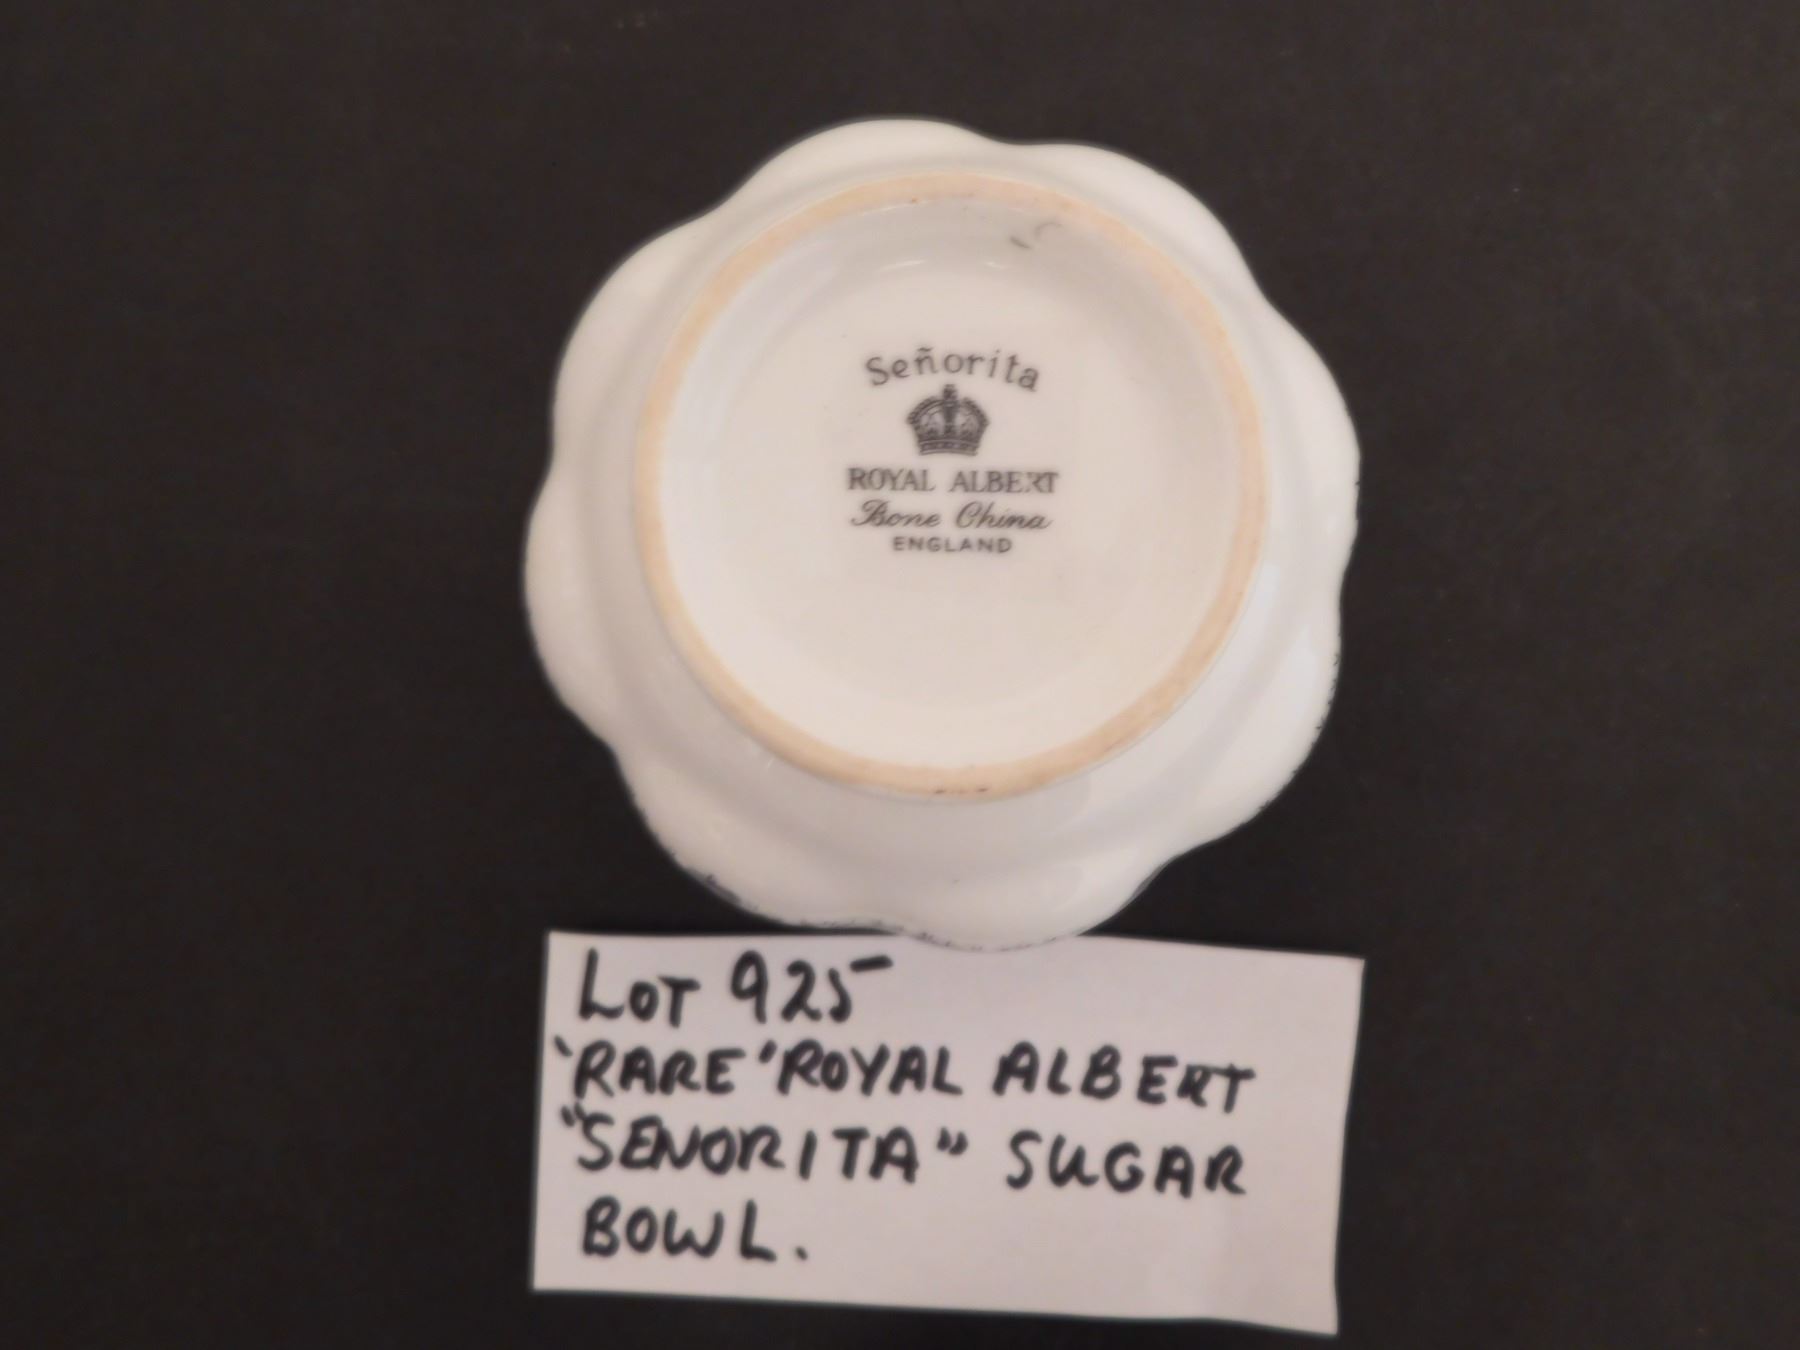 Señorita
ROYAL ALBERT
Bone China
ENGLAND
LOT 925
'RARE' ROYAL ALBERT
"SENORITA" SUGAR
BOWL.